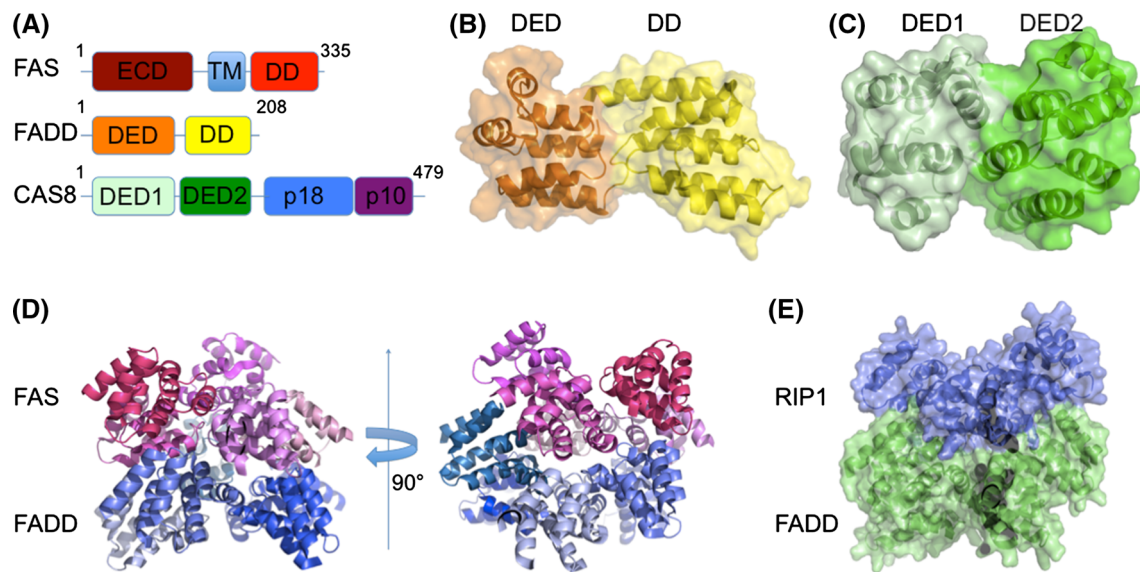 (A)
1 335
FAS ECD TM DD
1 208
FADD DED DD
1 479
CAS8 DED1 DED2 p18 p10
(B) DED DD
(C) DED1 DED2
(D)
FAS
FADD
90°
(E)
RIP1
FADD